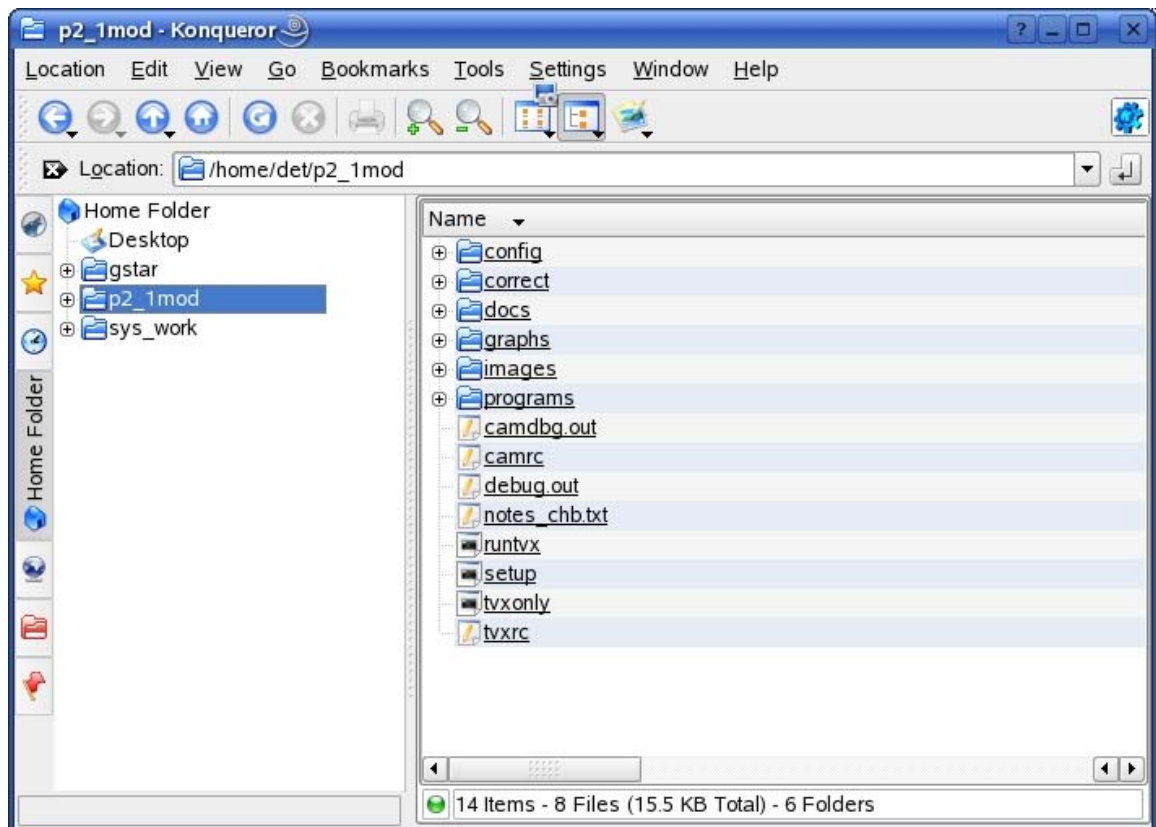 p2_1mod - Konqueror
Location Edit View Go Bookmarks Tools Settings Window Help
Location: /home/det/p2_1mod
Home Folder
Home Folder
Desktop
gstar
p2_1mod
sys_work
Name
config
correct
docs
graphs
images
programs
camdbg.out
camrc
debug.out
notes_chb.txt
runtvx
setup
tvxonly
tvxrc
14 Items - 8 Files (15.5 KB Total) - 6 Folders